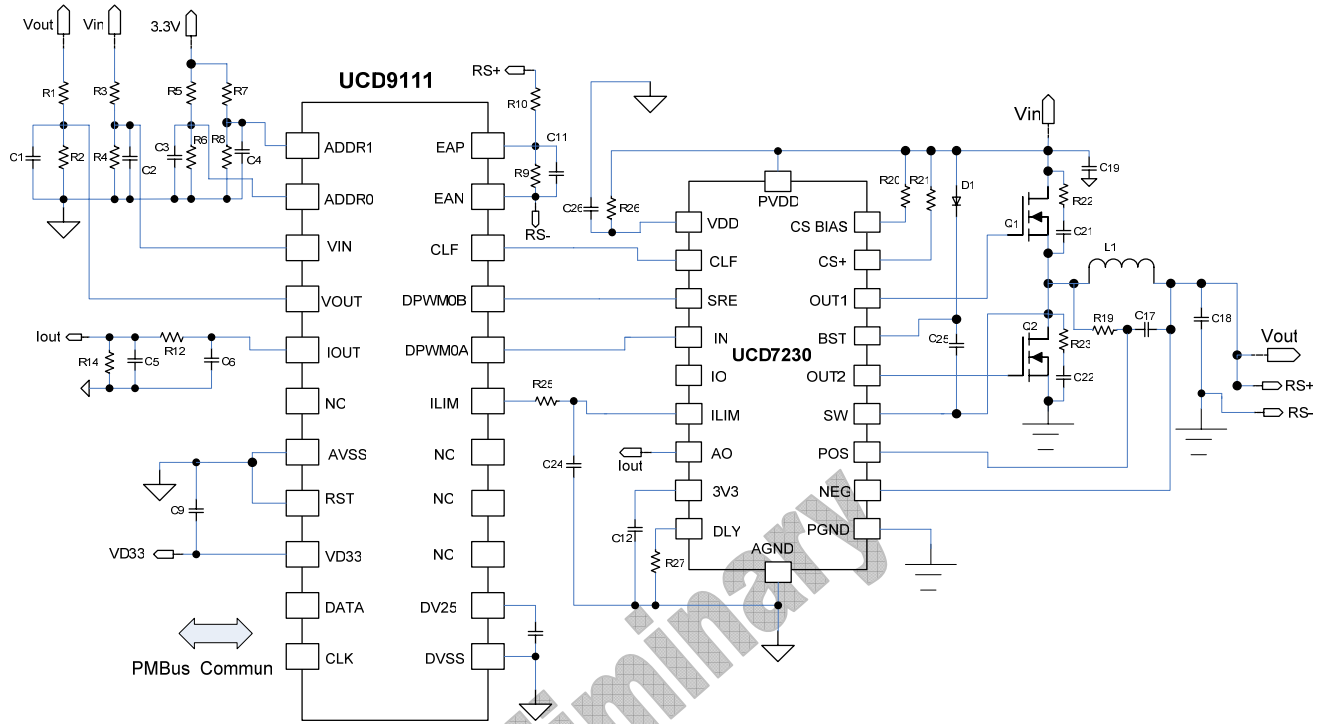 Vout
Vin
3.3V
UCD9111
RS+
R1
R3
R5
R7
R10
C1
R2
R4
C2
C3
R6
R8
C4
C11
R9
RS-
ADDR1
ADDR0
VIN
VOUT
IOUT
NC
AVSS
RST
VD33
DATA
CLK
EAP
EAN
CLF
DPWM0B
DPWM0A
ILIM
NC
NC
NC
DV25
DVSS
Iout
R14
C5
R12
C6
C9
VD33
PMBus Commun
R25
C24
Iout
C12
R27
C26
R26
UCD7230
PVDD
VDD
CLF
SRE
IN
IO
ILIM
AO
3V3
DLY
AGND
CS BIAS
CS+
OUT1
BST
OUT2
SW
POS
NEG
PGND
R20
R21
D1
C25
Vin
C19
Q1
R22
C21
L1
Q2
R23
C22
R19
C17
C18
Vout
RS+
RS-
liminary